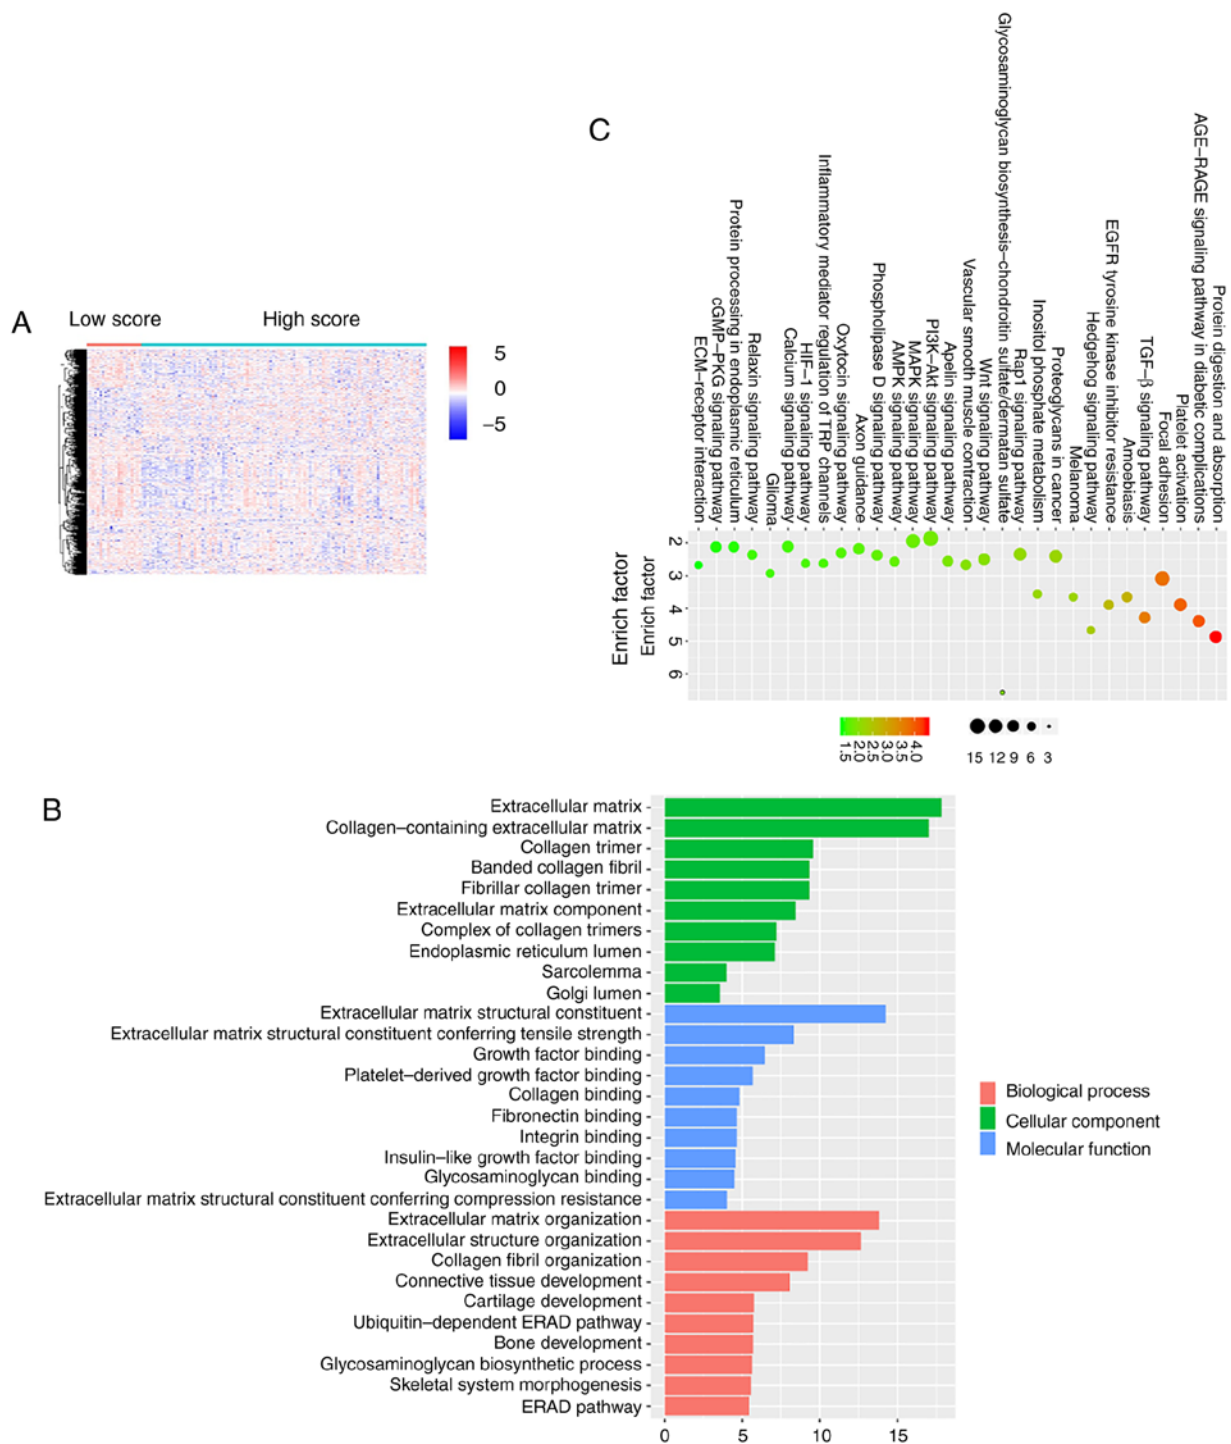 A
Low score
High score
5
0
−5
C
ECM−receptor interaction
cGMP−PKG signaling pathway
Protein processing in endoplasmic reticulum
Relaxin signaling pathway
Glioma
Calcium signaling pathway
HIF−1 signaling pathway
Inflammatory mediator regulation of TRP channels
Oxytocin signaling pathway
Axon guidance
Phospholipase D signaling pathway
AMPK signaling pathway
MAPK signaling pathway
PI3K−Akt signaling pathway
Apelin signaling pathway
Vascular smooth muscle contraction
Wnt signaling pathway
Glycosaminoglycan biosynthesis−chondroitin sulfate/dermatan sulfate
Rap1 signaling pathway
Inositol phosphate metabolism
Proteoglycans in cancer
Melanoma
Hedgehog signaling pathway
EGFR tyrosine kinase inhibitor resistance
Amoebiasis
TGF−β signaling pathway
Focal adhesion
Platelet activation
AGE−RAGE signaling pathway in diabetic complications
Protein digestion and absorption
2
3
4
5
6
Enrich factor
Enrich factor
1.5
2.0
2.5
3.0
3.5
4.0
15 12 9 6 3
B
Extracellular matrix
Collagen−containing extracellular matrix
Collagen trimer
Banded collagen fibril
Fibrillar collagen trimer
Extracellular matrix component
Complex of collagen trimers
Endoplasmic reticulum lumen
Sarcolemma
Golgi lumen
Extracellular matrix structural constituent
Extracellular matrix structural constituent conferring tensile strength
Growth factor binding
Platelet−derived growth factor binding
Collagen binding
Fibronectin binding
Integrin binding
Insulin−like growth factor binding
Glycosaminoglycan binding
Extracellular matrix structural constituent conferring compression resistance
Extracellular matrix organization
Extracellular structure organization
Collagen fibril organization
Connective tissue development
Cartilage development
Ubiquitin−dependent ERAD pathway
Bone development
Glycosaminoglycan biosynthetic process
Skeletal system morphogenesis
ERAD pathway
0 5 10 15
Biological process
Cellular component
Molecular function